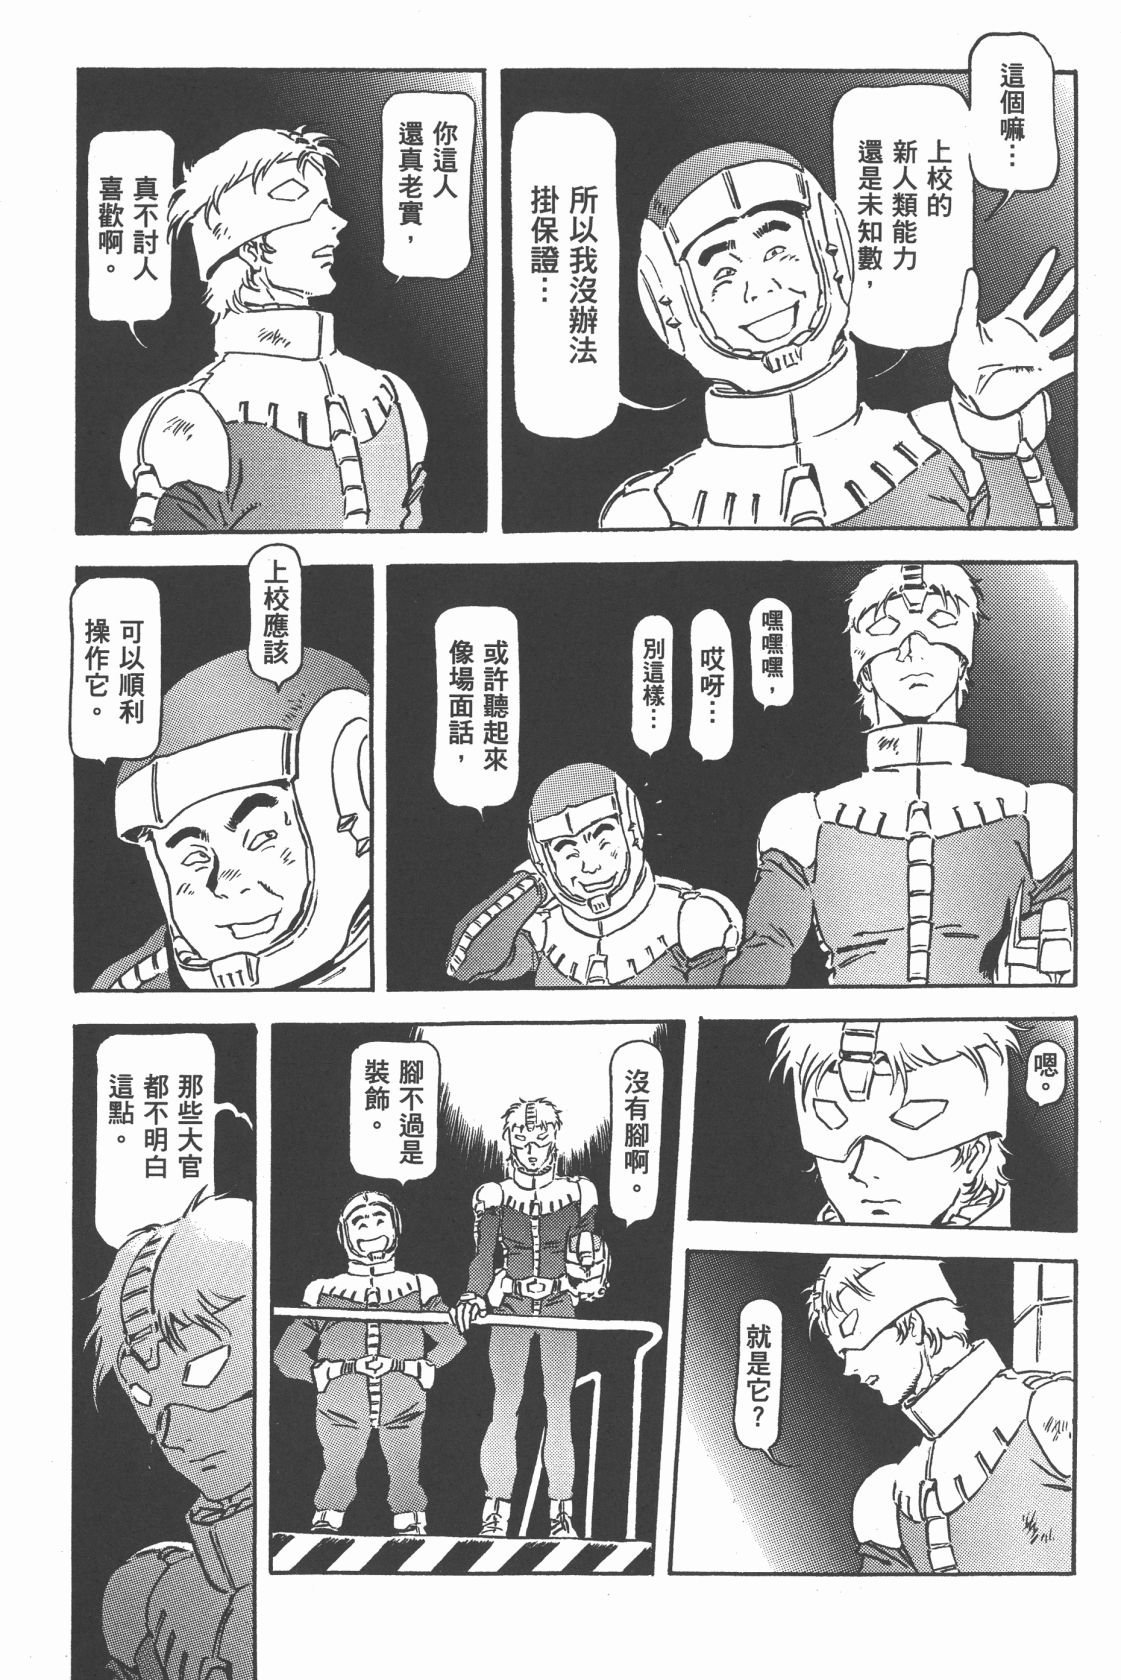 這個嘛…
上校的
新人類能力
還是未知數，
所以我沒辦法
掛保證…
你這人
還真老實，
真不討人
喜歡啊。
嘿嘿嘿，
哎呀…
別這樣…
或許聽起來
像場面話，
上校應該
可以順利
操作它。
嗯。
就是它？
沒有腳啊。
腳不過是
裝飾。
那些大官
都不明白
這點。